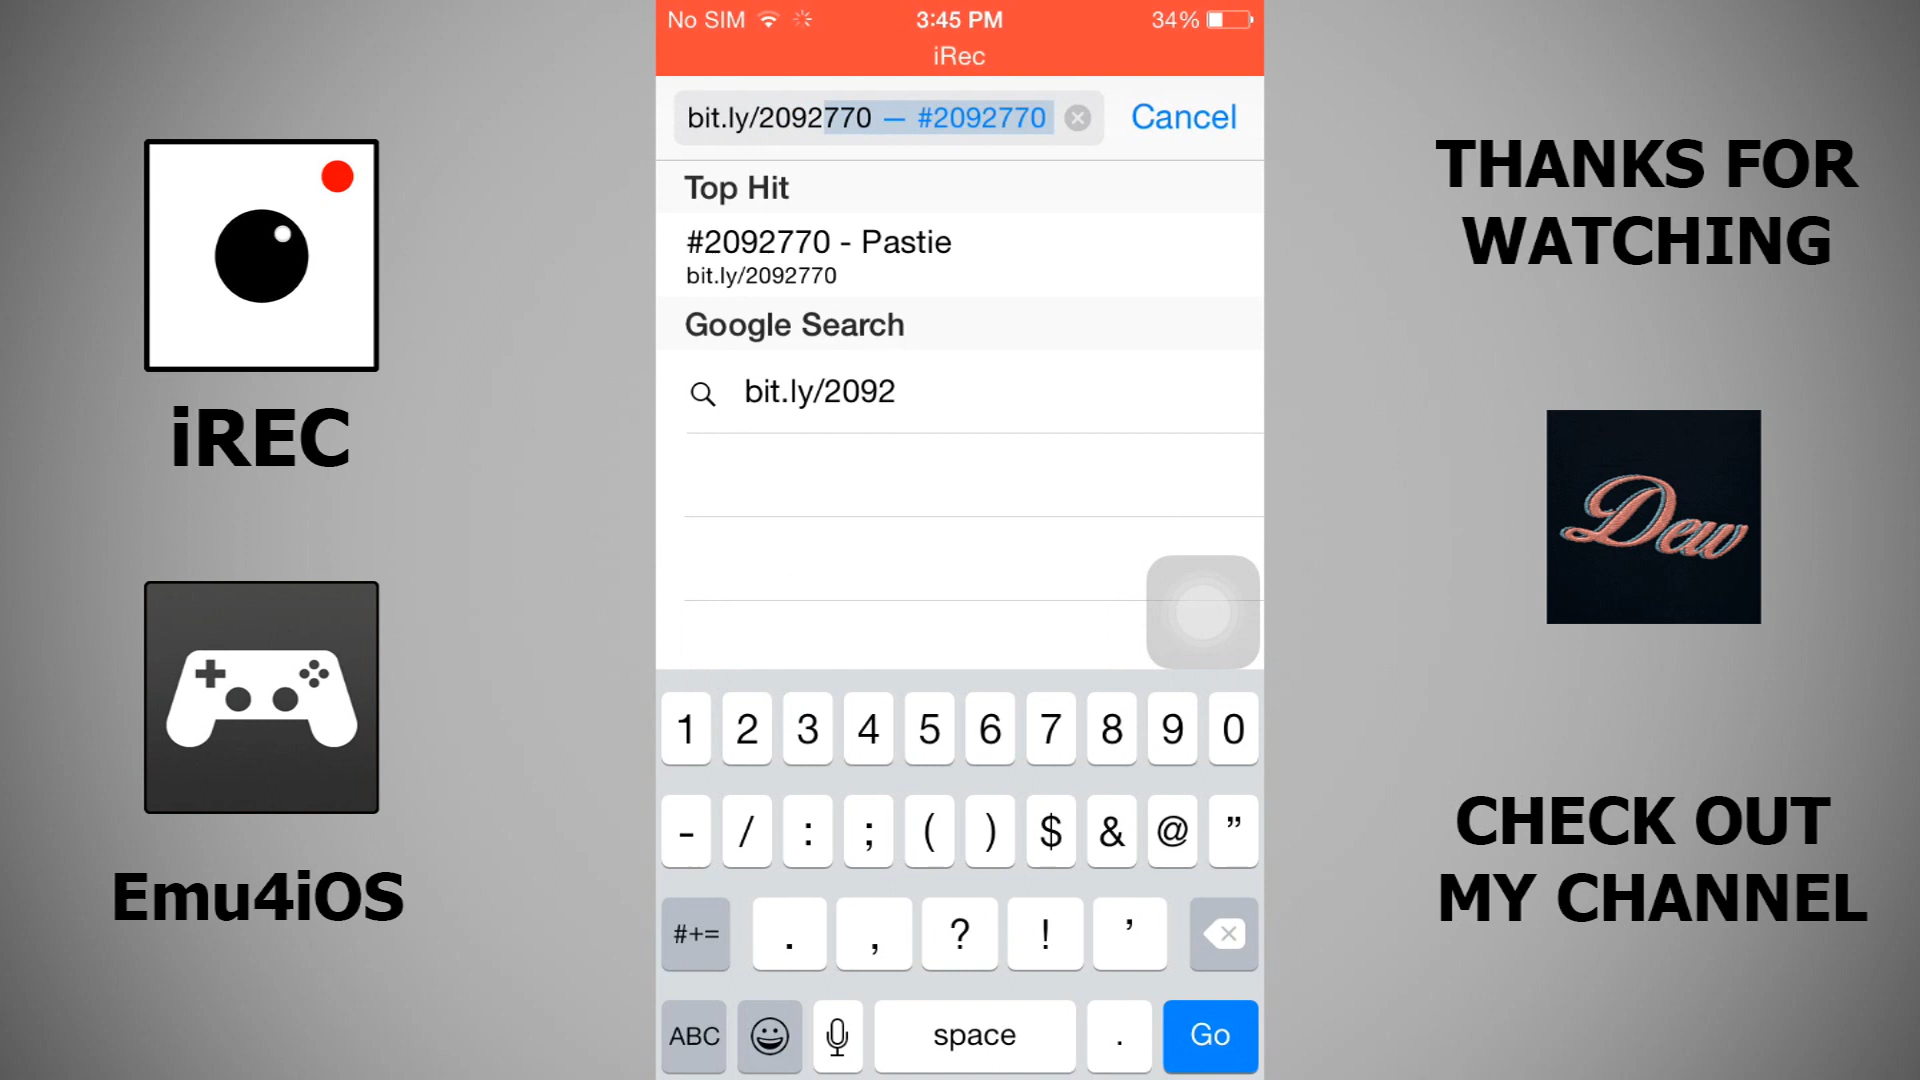 No SIM 3:45 PM 34%
iRec
bit.ly/2092770 — #2092770 Cancel
Top Hit
#2092770 - Pastie
bit.ly/2092770
Google Search
bit.ly/2092
1 2 3 4 5 6 7 8 9 0
- / : ; ( ) $ & @ ”
#+= . , ? ! ’
ABC space . Go
iREC
Emu4iOS
THANKS FOR
WATCHING
Dew
CHECK OUT
MY CHANNEL